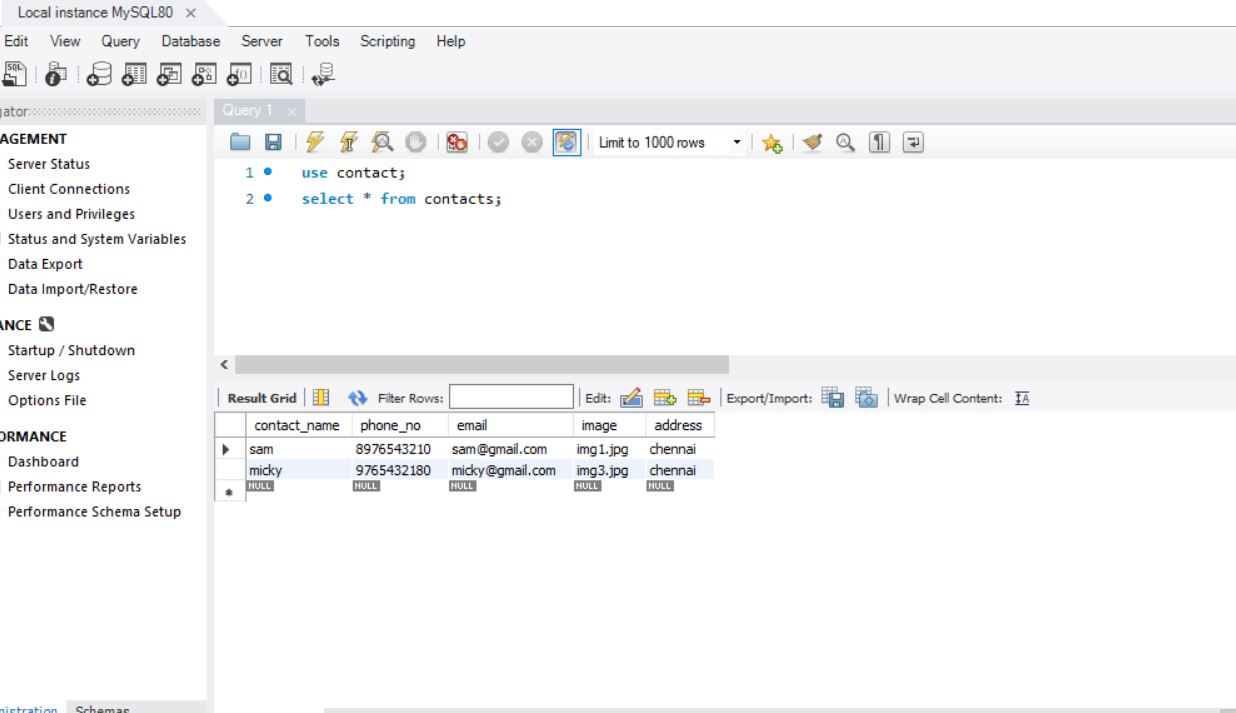 Local instance MySQL80
Edit View Query Database Server Tools Scripting Help
Query 1
AGEMENT
Server Status
Client Connections
Users and Privileges
Status and System Variables
Data Export
Data Import/Restore
ANCE
Startup / Shutdown
Server Logs
Options File
ORMANCE
Dashboard
Performance Reports
Performance Schema Setup
Schemas
Limit to 1000 rows
1 use contact;
2 select * from contacts;
Result Grid Filter Rows: Edit: Export/Import: Wrap Cell Content:
contact_name phone_no email image address
sam 8976543210 sam@gmail.com img1.jpg chennai
micky 9765432180 micky@gmail.com img3.jpg chennai
NULL NULL NULL NULL NULL